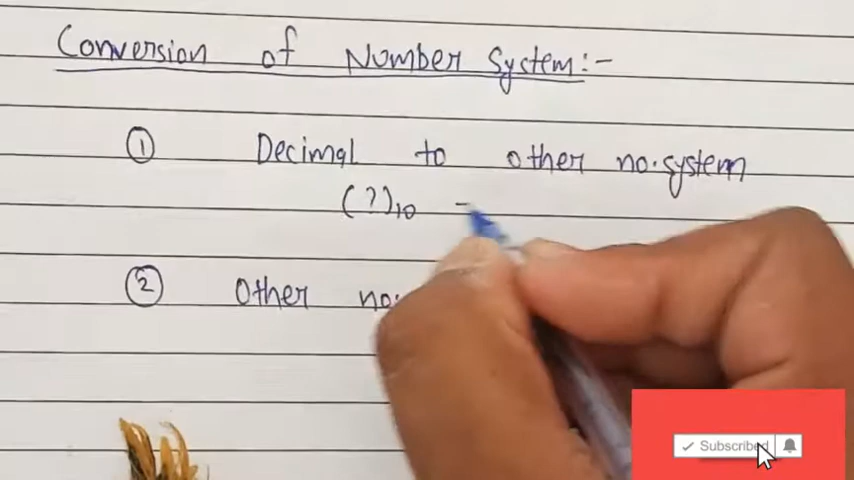 Conversion of Number System:-
① Decimal to other no. system
(?)₁₀ -
② Other no.
Subscribed